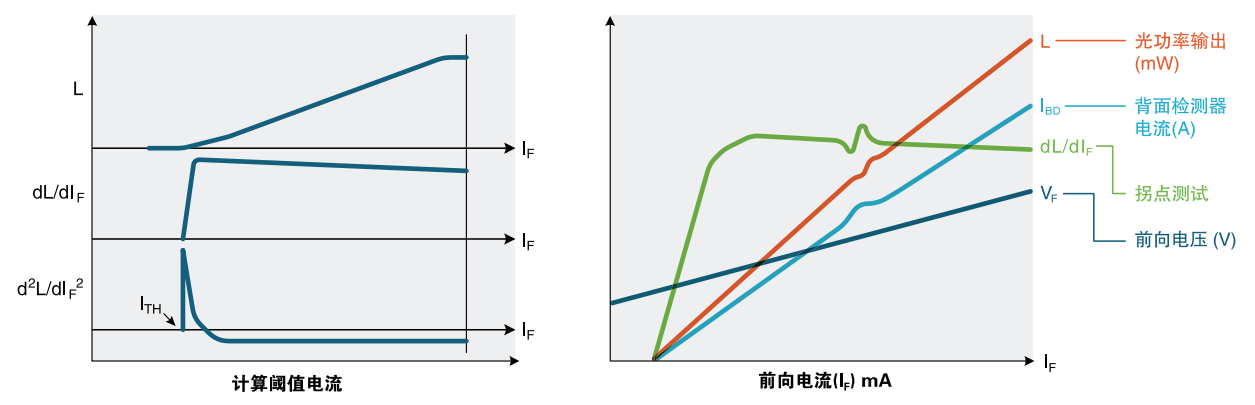 L
I_F
dL/dI_F
I_F
d²L/dI_F²
I_TH
I_F
计算阈值电流
L
光功率输出
(mW)
I_BD
背面检测器
电流(A)
dL/dI_F
拐点测试
V_F
前向电压 (V)
I_F
前向电流(I_F) mA